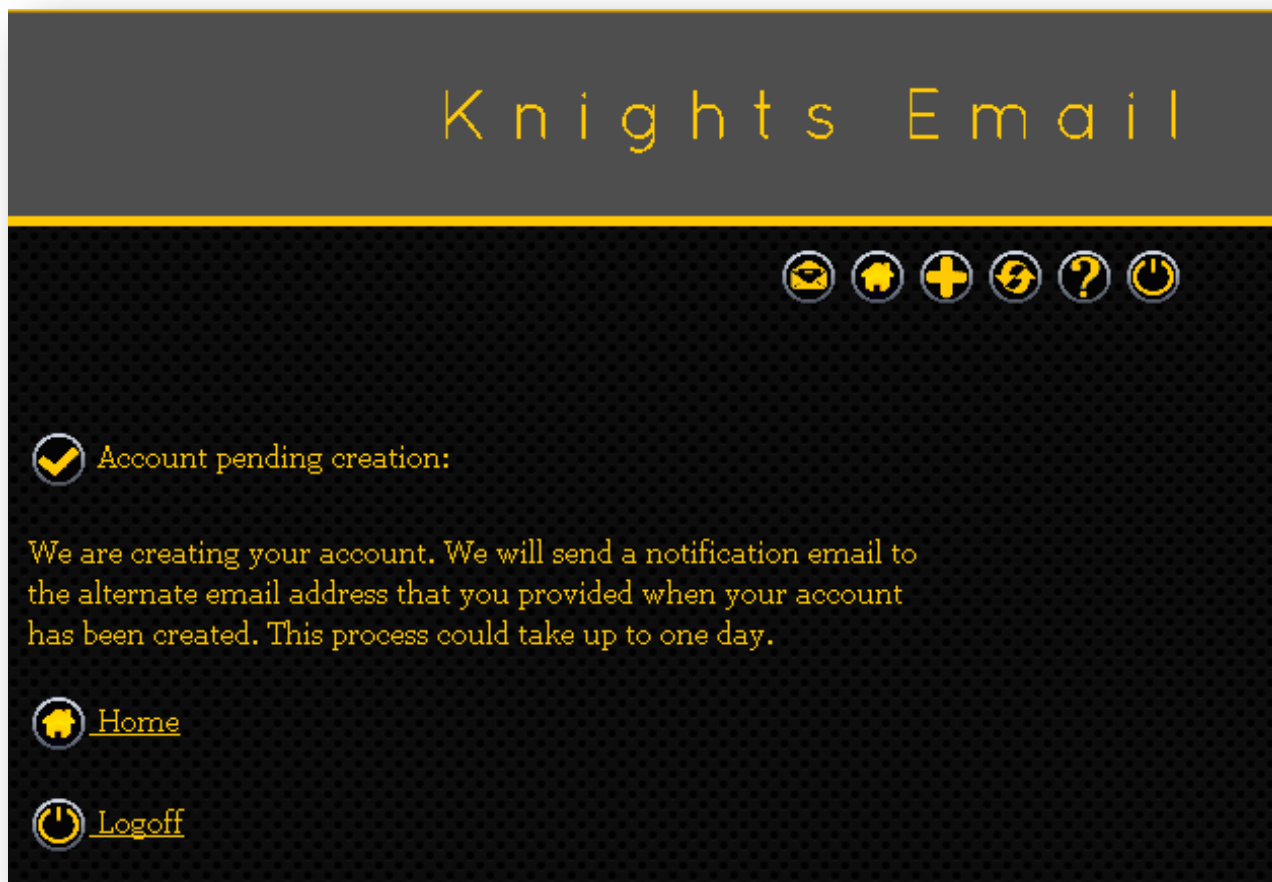 Knights Email
Account pending creation:
We are creating your account. We will send a notification email to
the alternate email address that you provided when your account
has been created. This process could take up to one day.
Home
Logoff